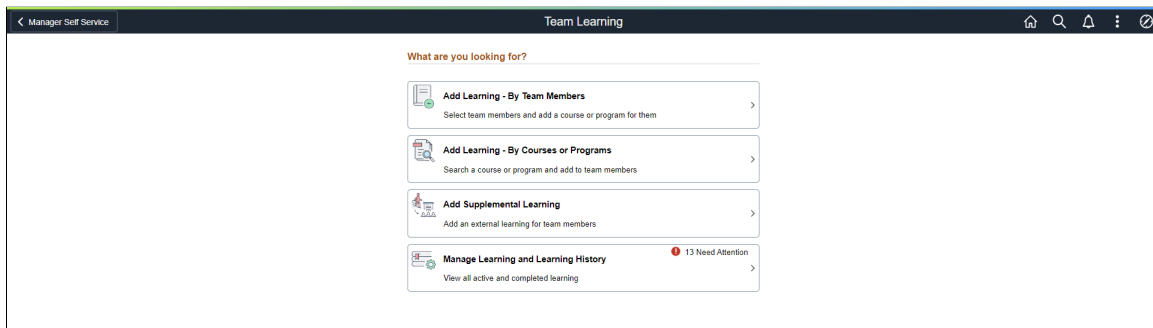 Manager Self Service
Team Learning
What are you looking for?
Add Learning - By Team Members
Select team members and add a course or program for them
Add Learning - By Courses or Programs
Search a course or program and add to team members
Add Supplemental Learning
Add an external learning for team members
13 Need Attention
Manage Learning and Learning History
View all active and completed learning